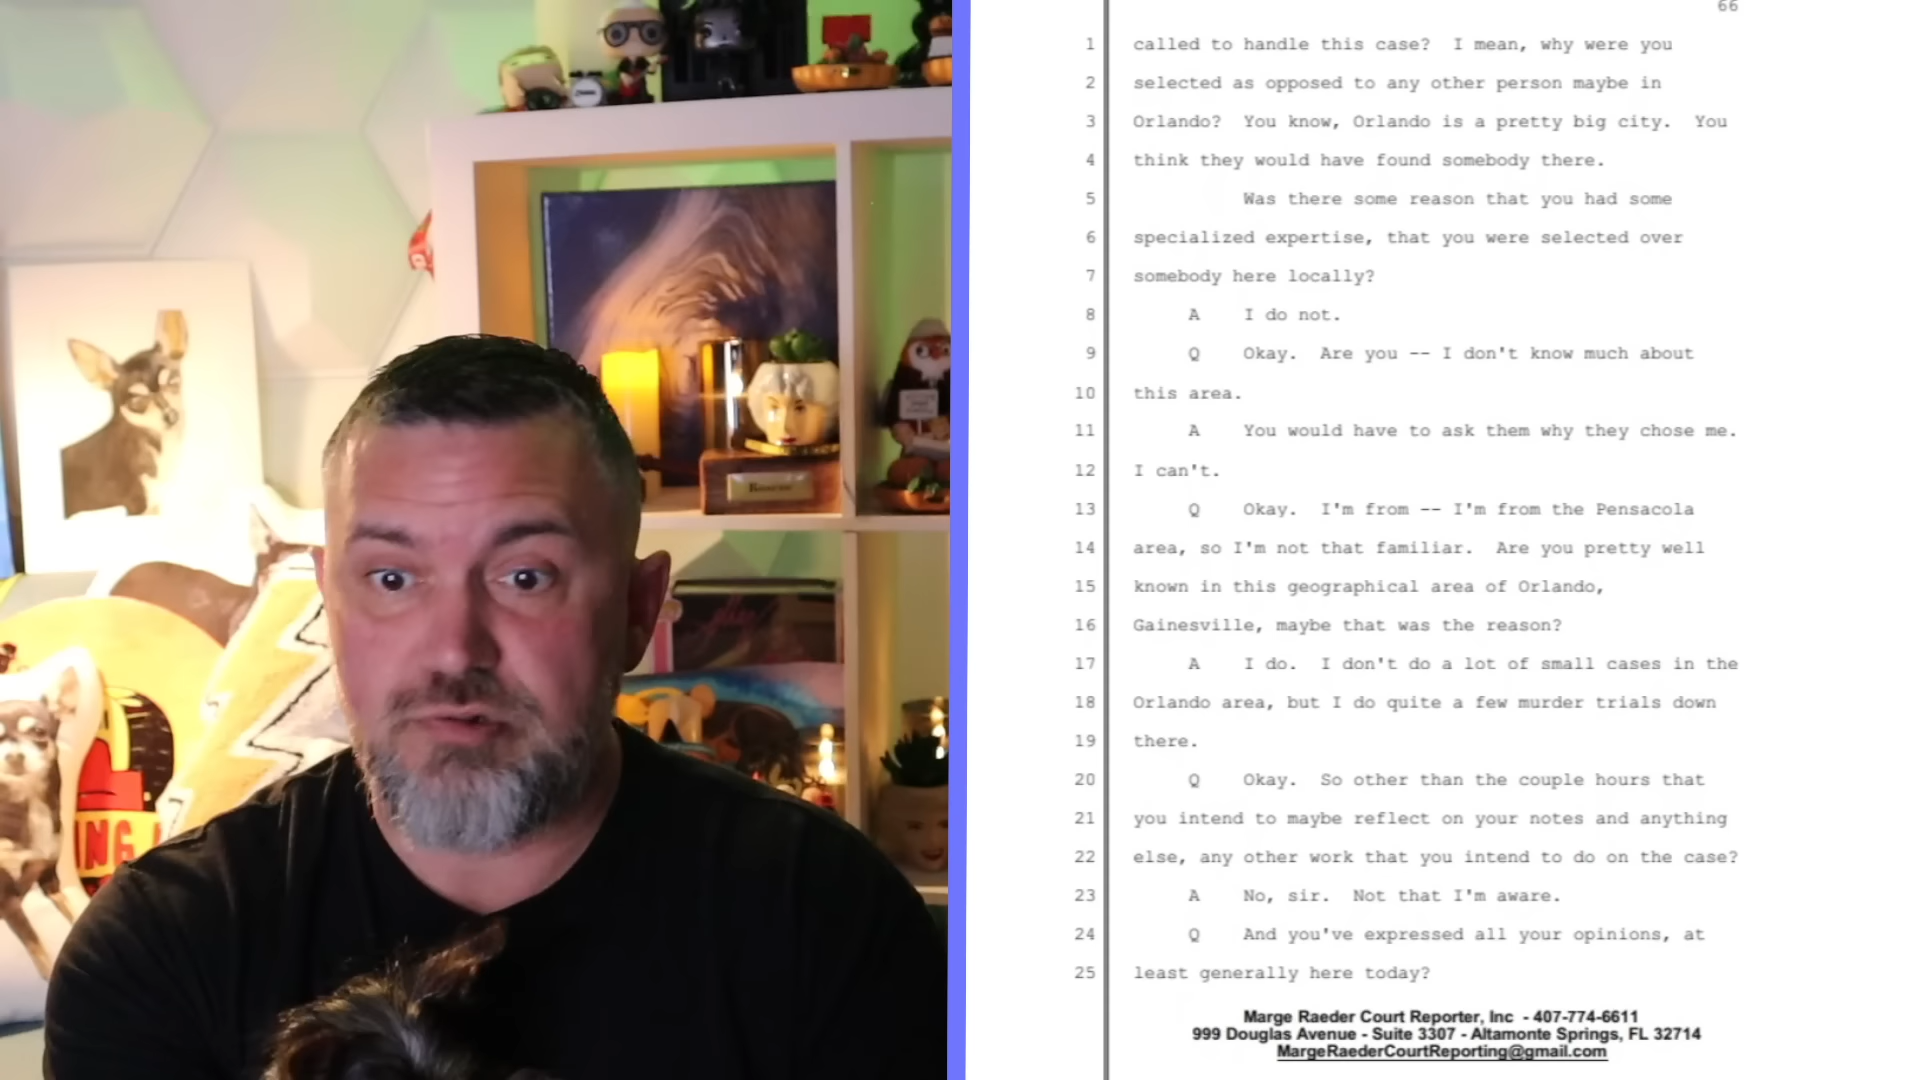 66
1 called to handle this case? I mean, why were you
2 selected as opposed to any other person maybe in
3 Orlando? You know, Orlando is a pretty big city. You
4 think they would have found somebody there.
5 Was there some reason that you had some
6 specialized expertise, that you were selected over
7 somebody here locally?
8 A I do not.
9 Q Okay. Are you -- I don't know much about
10 this area.
11 A You would have to ask them why they chose me.
12 I can't.
13 Q Okay. I'm from -- I'm from the Pensacola
14 area, so I'm not that familiar. Are you pretty well
15 known in this geographical area of Orlando,
16 Gainesville, maybe that was the reason?
17 A I do. I don't do a lot of small cases in the
18 Orlando area, but I do quite a few murder trials down
19 there.
20 Q Okay. So other than the couple hours that
21 you intend to maybe reflect on your notes and anything
22 else, any other work that you intend to do on the case?
23 A No, sir. Not that I'm aware.
24 Q And you've expressed all your opinions, at
25 least generally here today?
Marge Raeder Court Reporter, Inc - 407-774-6611
999 Douglas Avenue - Suite 3307 - Altamonte Springs, FL 32714
MargeRaederCourtReporting@gmail.com